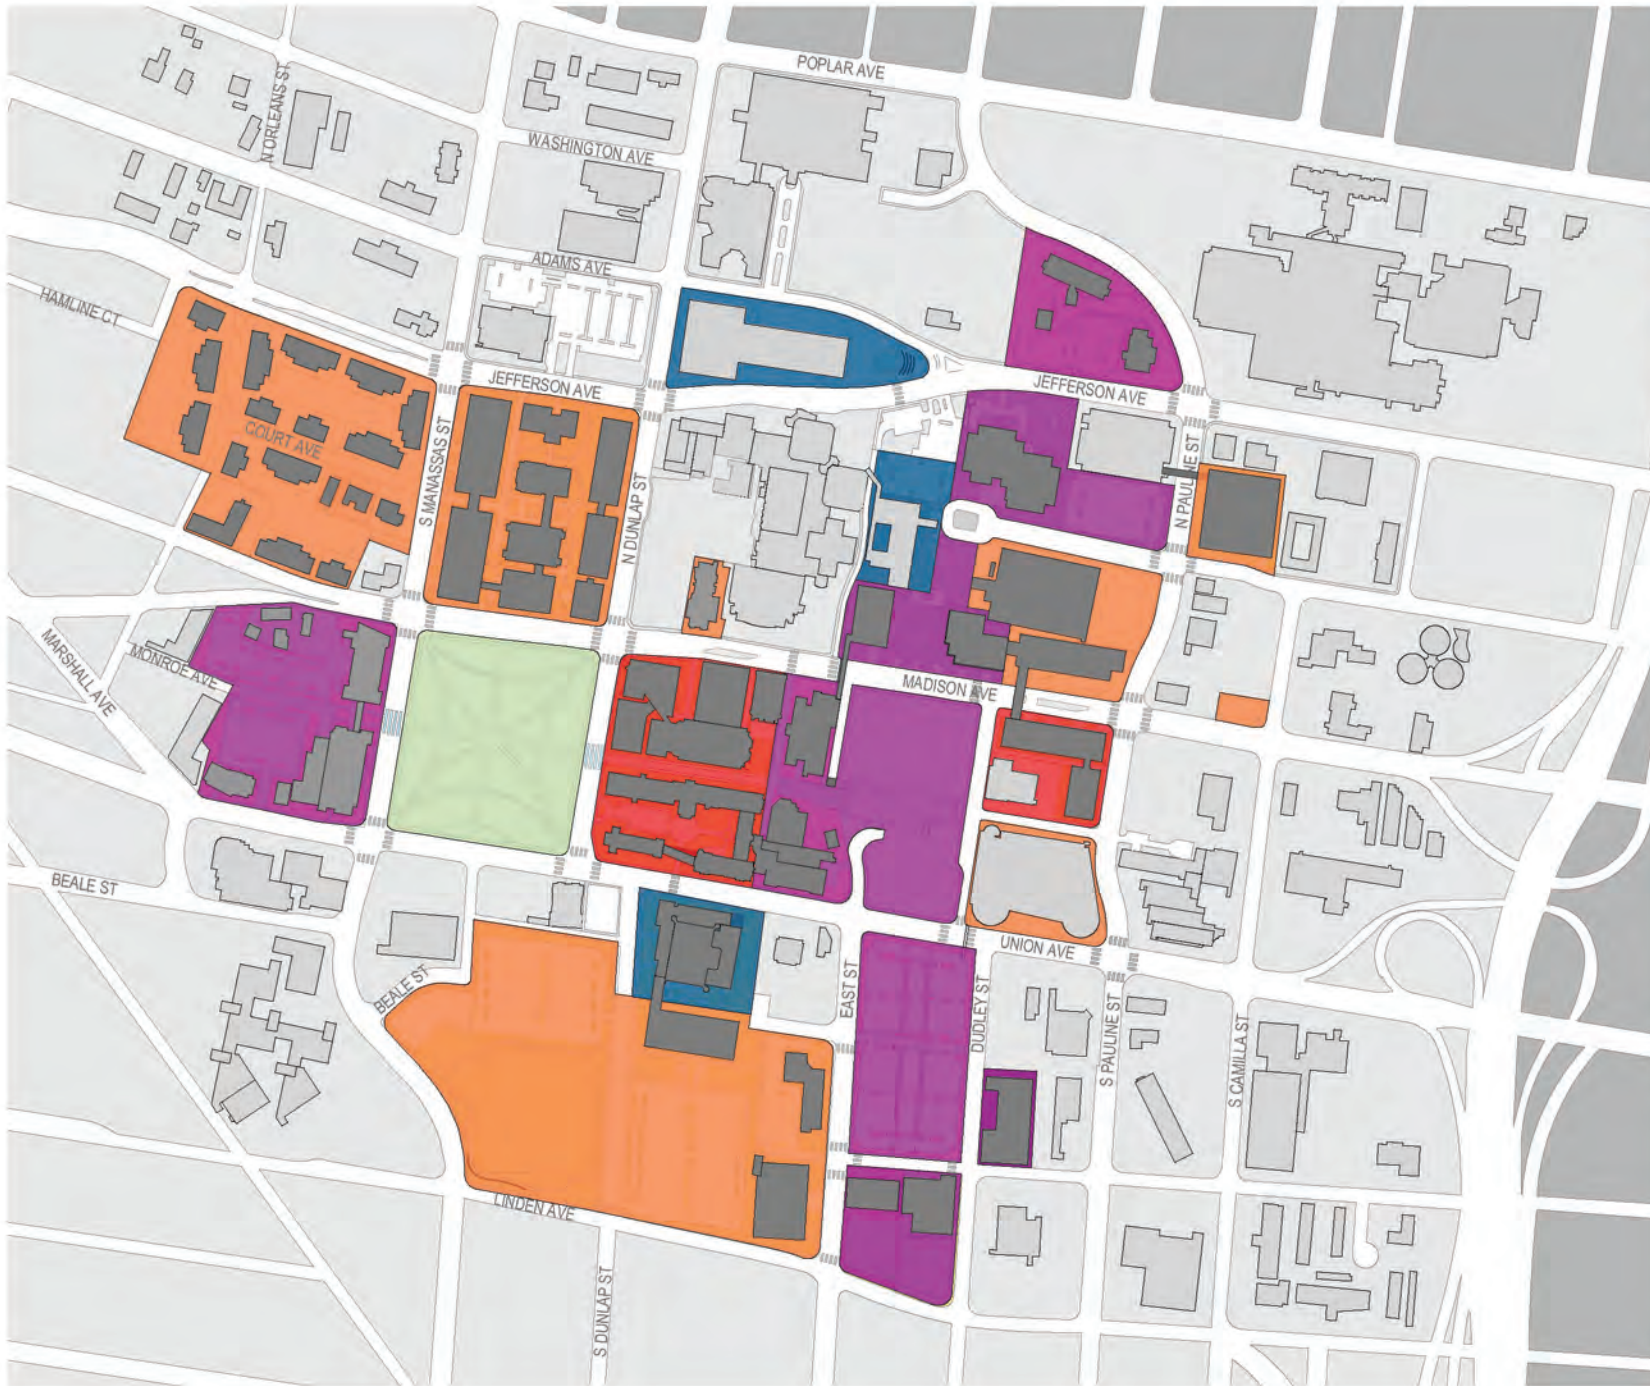 POPLAR AVE
N ORLEANS ST
WASHINGTON AVE
ADAMS AVE
HAMLINE CT
JEFFERSON AVE
JEFFERSON AVE
COURT AVE
S MANASSAS ST
N DUNLAP ST
N PAULINE ST
MARSHALL AVE
MONROE AVE
MADISON AVE
BEALE ST
UNION AVE
BEALE ST
EAST ST
DUDLEY ST
S PAULINE ST
S CAMILLA ST
LINDEN AVE
S DUNLAP ST